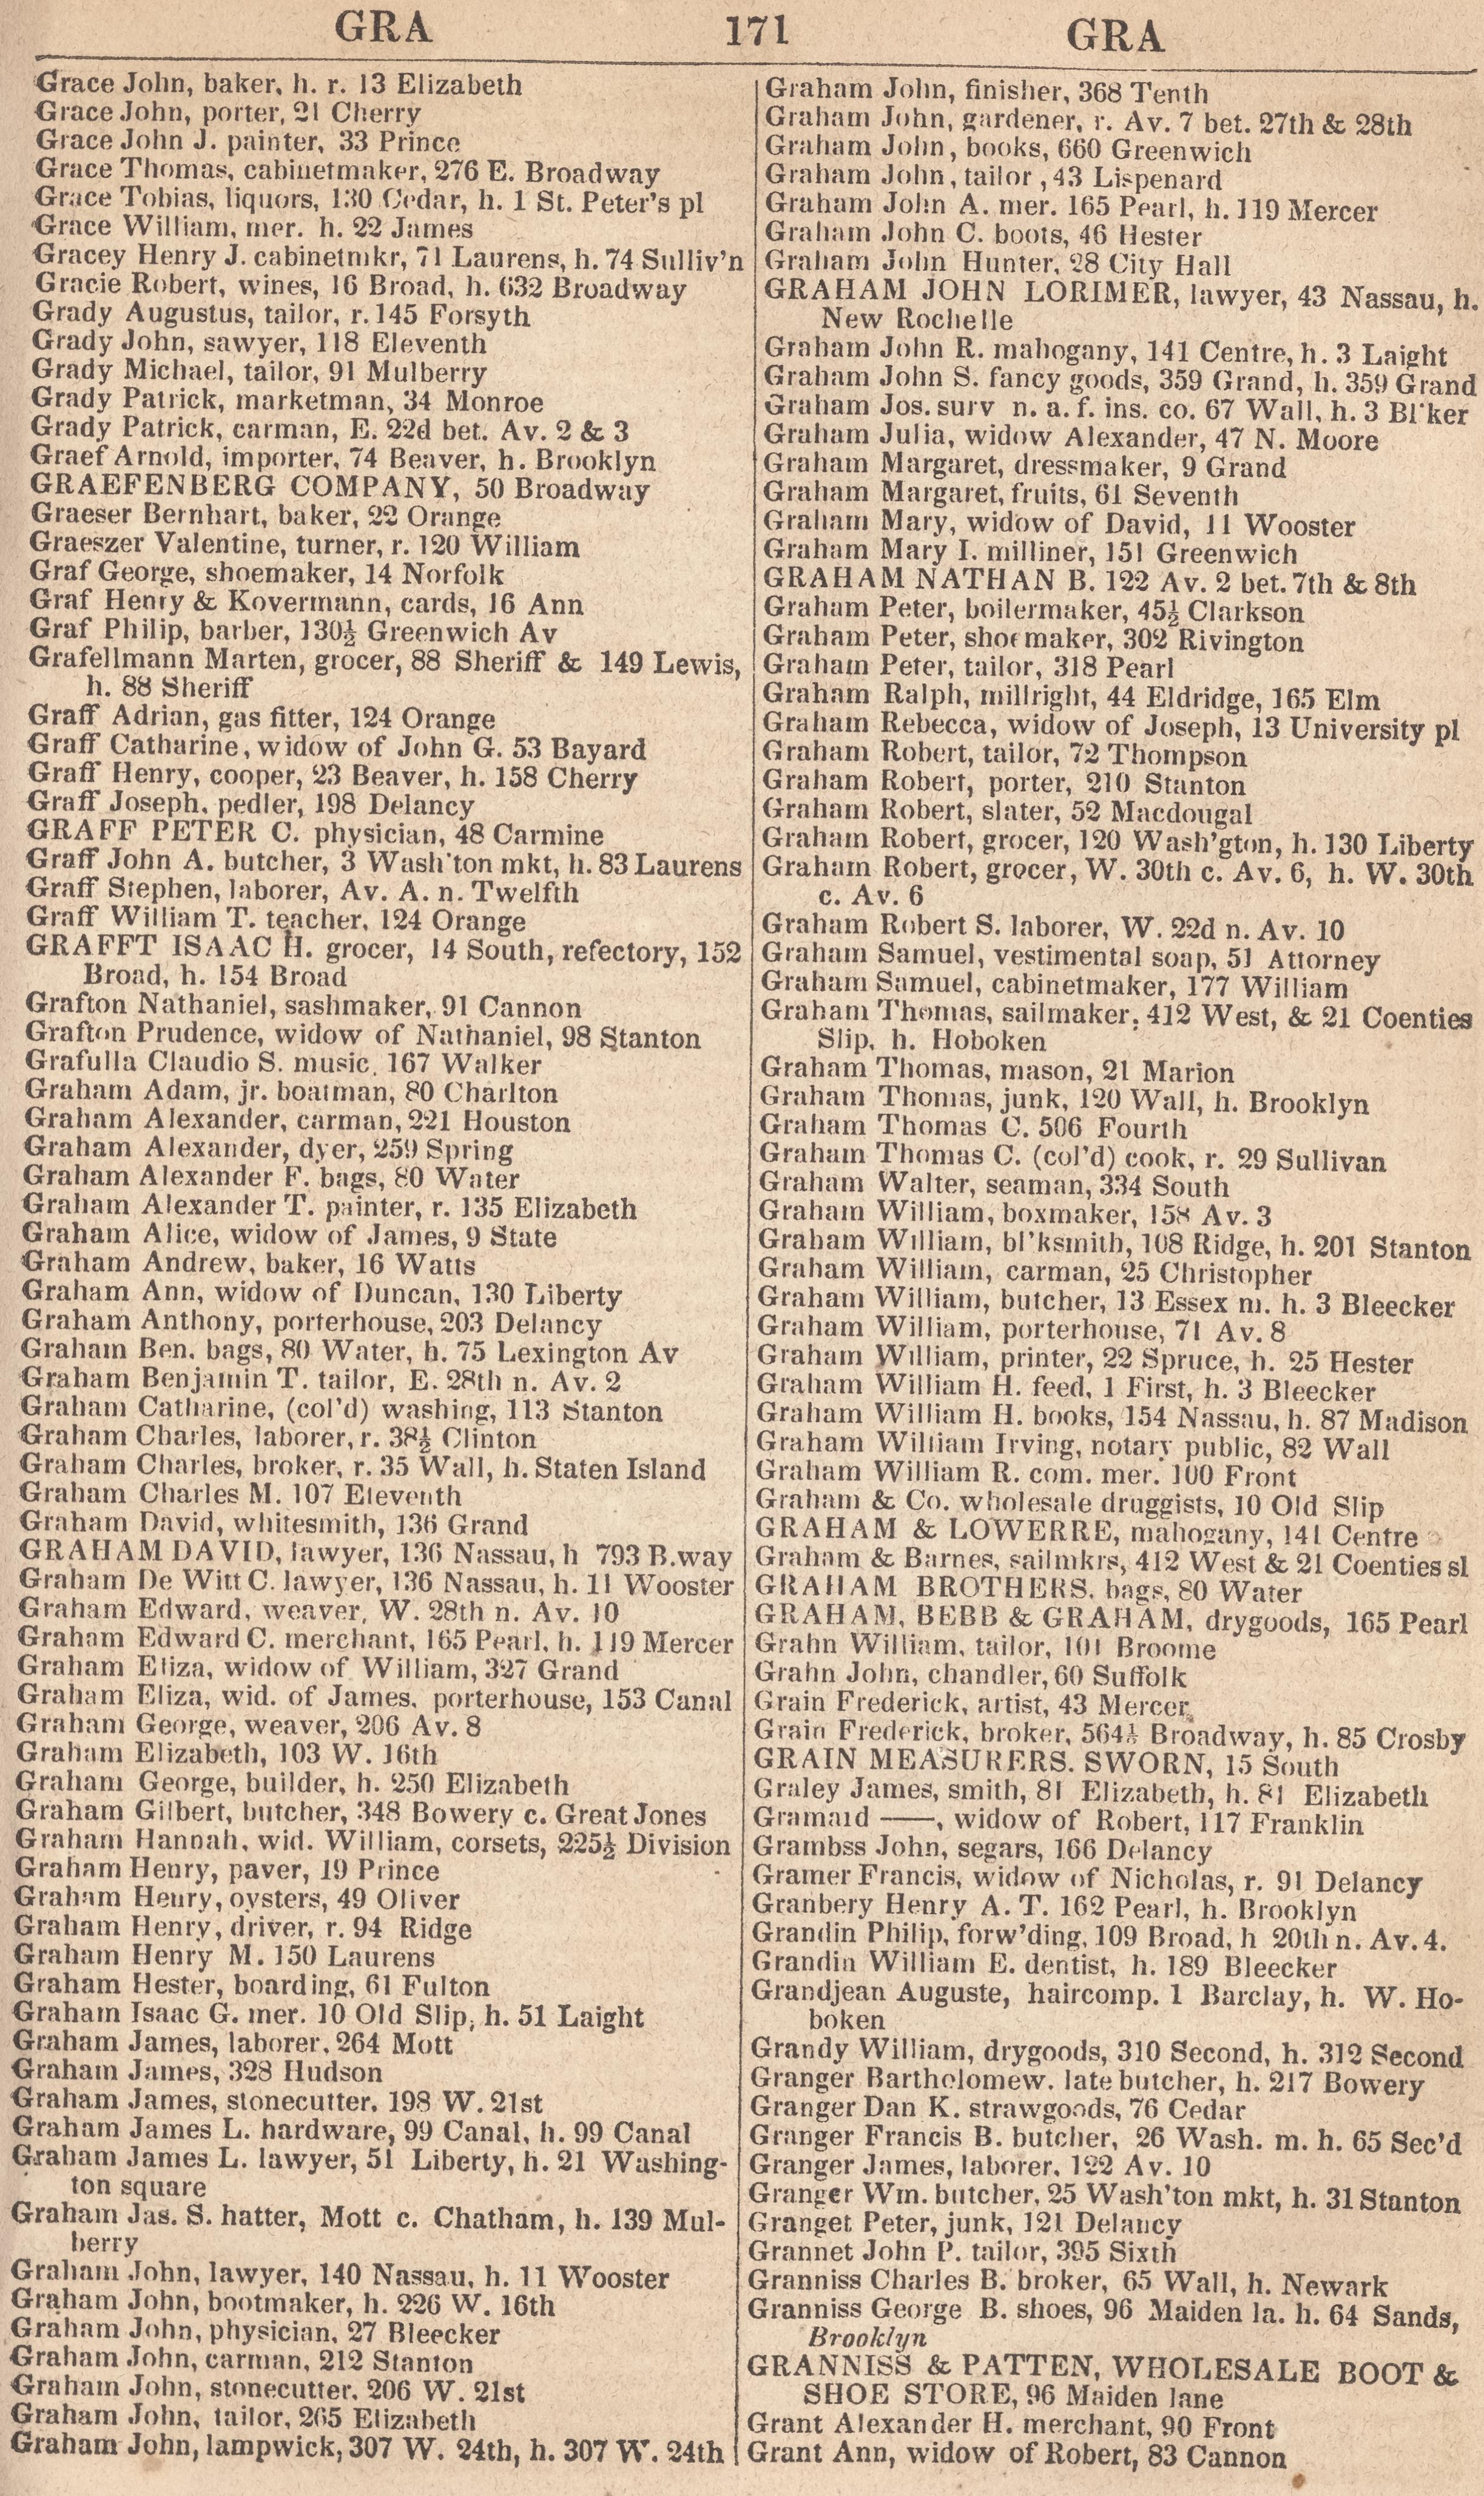 GRA 171 GRA
Grace John, baker, h. r. 13 Elizabeth
Grace John, porter, 21 Cherry
Grace John J. painter, 33 Prince
Grace Thomas, cabinetmaker, 276 E. Broadway
Grace Tobias, liquors, 130 Cedar, h. 1 St. Peter's pl
Grace William, mer. h. 22 James
Gracey Henry J. cabinetmkr, 71 Laurens, h. 74 Sulliv'n
Gracie Robert, wines, 16 Broad, h. 632 Broadway
Grady Augustus, tailor, r. 145 Forsyth
Grady John, sawyer, 118 Eleventh
Grady Michael, tailor, 91 Mulberry
Grady Patrick, marketman, 34 Monroe
Grady Patrick, carman, E. 22d bet. Av. 2 & 3
Graef Arnold, importer, 74 Beaver, h. Brooklyn
GRAEFENBERG COMPANY, 50 Broadway
Graeser Bernhart, baker, 22 Orange
Graeszer Valentine, turner, r. 120 William
Graf George, shoemaker, 14 Norfolk
Graf Henry & Kovermann, cards, 16 Ann
Graf Philip, barber, 130½ Greenwich Av
Grafellmann Marten, grocer, 88 Sheriff & 149 Lewis,
h. 88 Sheriff
Graff Adrian, gas fitter, 124 Orange
Graff Catharine, widow of John G. 53 Bayard
Graff Henry, cooper, 23 Beaver, h. 158 Cherry
Graff Joseph, pedler, 198 Delancy
GRAFF PETER C. physician, 48 Carmine
Graff John A. butcher, 3 Wash'ton mkt, h. 83 Laurens
Graff Stephen, laborer, Av. A. n. Twelfth
Graff William T. teacher, 124 Orange
GRAFFT ISAAC H. grocer, 14 South, refectory, 152
Broad, h. 154 Broad
Grafton Nathaniel, sashmaker, 91 Cannon
Grafton Prudence, widow of Nathaniel, 98 Stanton
Grafulla Claudio S. music, 167 Walker
Graham Adam, jr. boatman, 80 Charlton
Graham Alexander, carman, 221 Houston
Graham Alexander, dyer, 259 Spring
Graham Alexander F. bags, 80 Water
Graham Alexander T. painter, r. 135 Elizabeth
Graham Alice, widow of James, 9 State
Graham Andrew, baker, 16 Watts
Graham Ann, widow of Duncan, 130 Liberty
Graham Anthony, porterhouse, 203 Delancy
Graham Ben. bags, 80 Water, h. 75 Lexington Av
Graham Benjamin T. tailor, E. 28th n. Av. 2
Graham Catharine, (col'd) washing, 113 Stanton
Graham Charles, laborer, r. 38½ Clinton
Graham Charles, broker, r. 35 Wall, h. Staten Island
Graham Charles M. 107 Eleventh
Graham David, whitesmith, 136 Grand
GRAHAM DAVID, lawyer, 136 Nassau, h 793 B.way
Graham De Witt C. lawyer, 136 Nassau, h. 11 Wooster
Graham Edward, weaver, W. 28th n. Av. 10
Graham Edward C. merchant, 165 Pearl, h. 119 Mercer
Graham Eliza, widow of William, 327 Grand
Graham Eliza, wid. of James, porterhouse, 153 Canal
Graham George, weaver, 206 Av. 8
Graham Elizabeth, 103 W. 16th
Graham George, builder, h. 250 Elizabeth
Graham Gilbert, butcher, 348 Bowery c. Great Jones
Graham Hannah, wid. William, corsets, 225½ Division
Graham Henry, paver, 19 Prince
Graham Henry, oysters, 49 Oliver
Graham Henry, driver, r. 94 Ridge
Graham Henry M. 150 Laurens
Graham Hester, boarding, 61 Fulton
Graham Isaac G. mer. 10 Old Slip, h. 51 Laight
Graham James, laborer, 264 Mott
Graham James, 328 Hudson
Graham James, stonecutter, 198 W. 21st
Graham James L. hardware, 99 Canal, h. 99 Canal
Graham James L. lawyer, 51 Liberty, h. 21 Washing-
ton square
Graham Jas. S. hatter, Mott c. Chatham, h. 139 Mul-
berry
Graham John, lawyer, 140 Nassau, h. 11 Wooster
Graham John, bootmaker, h. 226 W. 16th
Graham John, physician, 27 Bleecker
Graham John, carman, 212 Stanton
Graham John, stonecutter, 206 W. 21st
Graham John, tailor, 265 Elizabeth
Graham John, lampwick, 307 W. 24th, h. 307 W. 24th
Graham John, finisher, 368 Tenth
Graham John, gardener, r. Av. 7 bet. 27th & 28th
Graham John, books, 660 Greenwich
Graham John, tailor, 43 Lispenard
Graham John A. mer. 165 Pearl, h. 119 Mercer
Graham John C. boots, 46 Hester
Graham John Hunter, 28 City Hall
GRAHAM JOHN LORIMER, lawyer, 43 Nassau, h.
New Rochelle
Graham John R. mahogany, 141 Centre, h. 3 Laight
Graham John S. fancy goods, 359 Grand, h. 359 Grand
Graham Jos. surv n. a. f. ins. co. 67 Wall, h. 3 Bl'ker
Graham Julia, widow Alexander, 47 N. Moore
Graham Margaret, dressmaker, 9 Grand
Graham Margaret, fruits, 61 Seventh
Graham Mary, widow of David, 11 Wooster
Graham Mary I. milliner, 151 Greenwich
GRAHAM NATHAN B. 122 Av. 2 bet. 7th & 8th
Graham Peter, boilermaker, 45½ Clarkson
Graham Peter, shoemaker, 302 Rivington
Graham Peter, tailor, 318 Pearl
Graham Ralph, millright, 44 Eldridge, 165 Elm
Graham Rebecca, widow of Joseph, 13 University pl
Graham Robert, tailor, 72 Thompson
Graham Robert, porter, 210 Stanton
Graham Robert, slater, 52 Macdougal
Graham Robert, grocer, 120 Wash'gton, h. 130 Liberty
Graham Robert, grocer, W. 30th c. Av. 6, h. W. 30th
c. Av. 6
Graham Robert S. laborer, W. 22d n. Av. 10
Graham Samuel, vestimental soap, 51 Attorney
Graham Samuel, cabinetmaker, 177 William
Graham Thomas, sailmaker, 412 West, & 21 Coenties
Slip, h. Hoboken
Graham Thomas, mason, 21 Marion
Graham Thomas, junk, 120 Wall, h. Brooklyn
Graham Thomas C. 506 Fourth
Graham Thomas C. (col'd) cook, r. 29 Sullivan
Graham Walter, seaman, 334 South
Graham William, boxmaker, 158 Av. 3
Graham William, bl'ksmith, 108 Ridge, h. 201 Stanton
Graham William, carman, 25 Christopher
Graham William, butcher, 13 Essex m. h. 3 Bleecker
Graham William, porterhouse, 71 Av. 8
Graham William, printer, 22 Spruce, h. 25 Hester
Graham William H. feed, 1 First, h. 3 Bleecker
Graham William H. books, 154 Nassau, h. 87 Madison
Graham William Irving, notary public, 82 Wall
Graham William R. com. mer. 100 Front
Graham & Co. wholesale druggists, 10 Old Slip
GRAHAM & LOWERRE, mahogany, 141 Centre
Graham & Barnes, sailmkrs, 412 West & 21 Coenties sl
GRAHAM BROTHERS, bags, 80 Water
GRAHAM, BEBB & GRAHAM, drygoods, 165 Pearl
Grahn William, tailor, 101 Broome
Grahn John, chandler, 60 Suffolk
Grain Frederick, artist, 43 Mercer
Grain Frederick, broker, 564½ Broadway, h. 85 Crosby
GRAIN MEASURERS. SWORN, 15 South
Graley James, smith, 81 Elizabeth, h. 81 Elizabeth
Gramaid ——, widow of Robert, 117 Franklin
Grambss John, segars, 166 Delancy
Gramer Francis, widow of Nicholas, r. 91 Delancy
Granbery Henry A. T. 162 Pearl, h. Brooklyn
Grandin Philip, forw'ding, 109 Broad, h 20th n. Av. 4.
Grandin William E. dentist, h. 189 Bleecker
Grandjean Auguste, haircomp. 1 Barclay, h. W. Ho-
boken
Grandy William, drygoods, 310 Second, h. 312 Second
Granger Bartholomew. late butcher, h. 217 Bowery
Granger Dan K. strawgoods, 76 Cedar
Granger Francis B. butcher, 26 Wash. m. h. 65 Sec'd
Granger James, laborer, 122 Av. 10
Granger Wm. butcher, 25 Wash'ton mkt, h. 31 Stanton
Granget Peter, junk, 121 Delancy
Grannet John P. tailor, 395 Sixth
Granniss Charles B. broker, 65 Wall, h. Newark
Granniss George B. shoes, 96 Maiden la. h. 64 Sands,
Brooklyn
GRANNISS & PATTEN, WHOLESALE BOOT &
SHOE STORE, 96 Maiden lane
Grant Alexander H. merchant, 90 Front
Grant Ann, widow of Robert, 83 Cannon